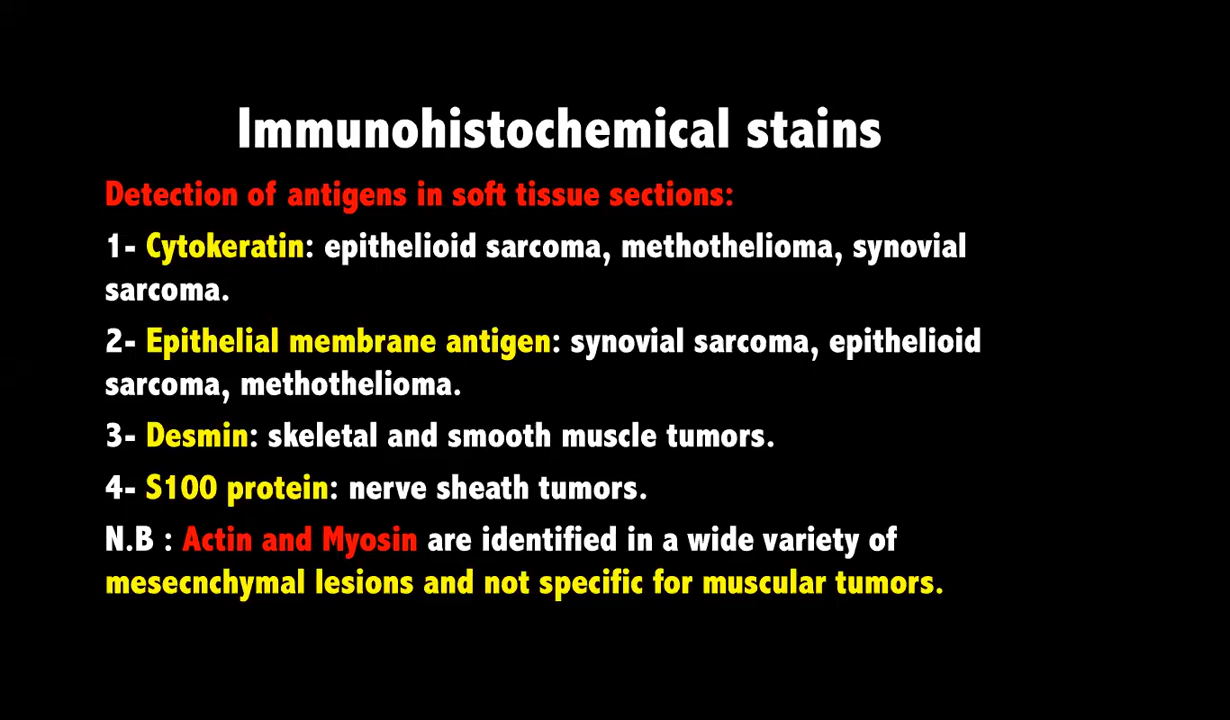 Immunohistochemical stains
Detection of antigens in soft tissue sections:
1- Cytokeratin: epithelioid sarcoma, methothelioma, synovial
sarcoma.
2- Epithelial membrane antigen: synovial sarcoma, epithelioid
sarcoma, methothelioma.
3- Desmin: skeletal and smooth muscle tumors.
4- S100 protein: nerve sheath tumors.
N.B : Actin and Myosin are identified in a wide variety of
mesecnchymal lesions and not specific for muscular tumors.